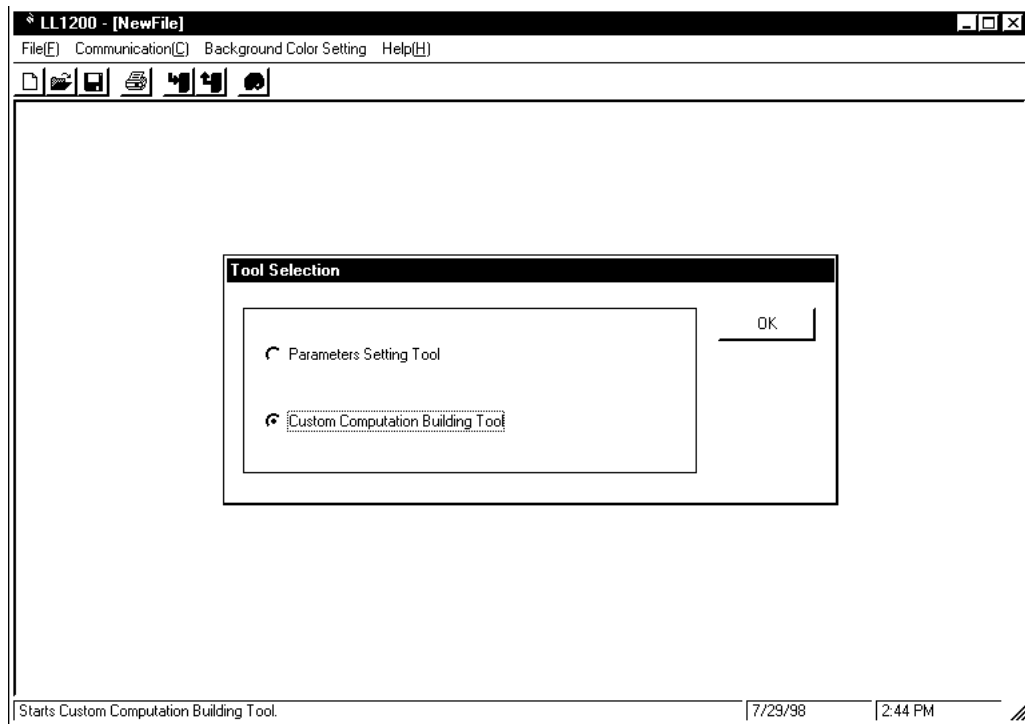 LL1200 - [NewFile]
File(F) Communication(C) Background Color Setting Help(H)
Tool Selection
OK
Parameters Setting Tool
Custom Computation Building Tool
Starts Custom Computation Building Tool. 7/29/98 2:44 PM